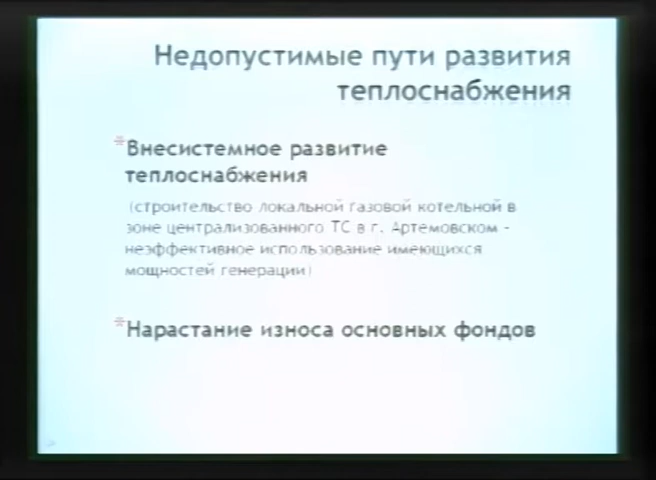 Недопустимые пути развития
теплоснабжения
*Внесистемное развитие
теплоснабжения
(строительство локальной газовой котельной в
зоне централизованного ТС в г. Артемовском -
неэффективное использование имеющихся
мощностей генерации)
*Нарастание износа основных фондов